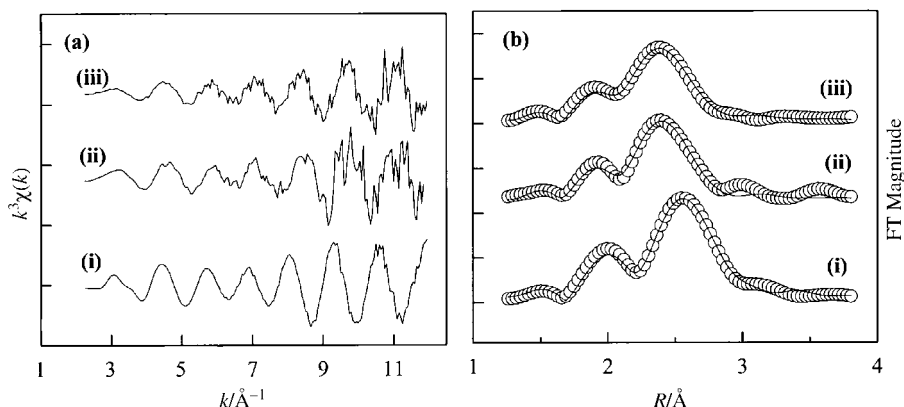 (a)
(iii)
(ii)
(i)
k³χ(k)
1 3 5 7 9 11
k/Å⁻¹
(b)
(iii)
(ii)
(i)
FT Magnitude
1 2 3 4
R/Å